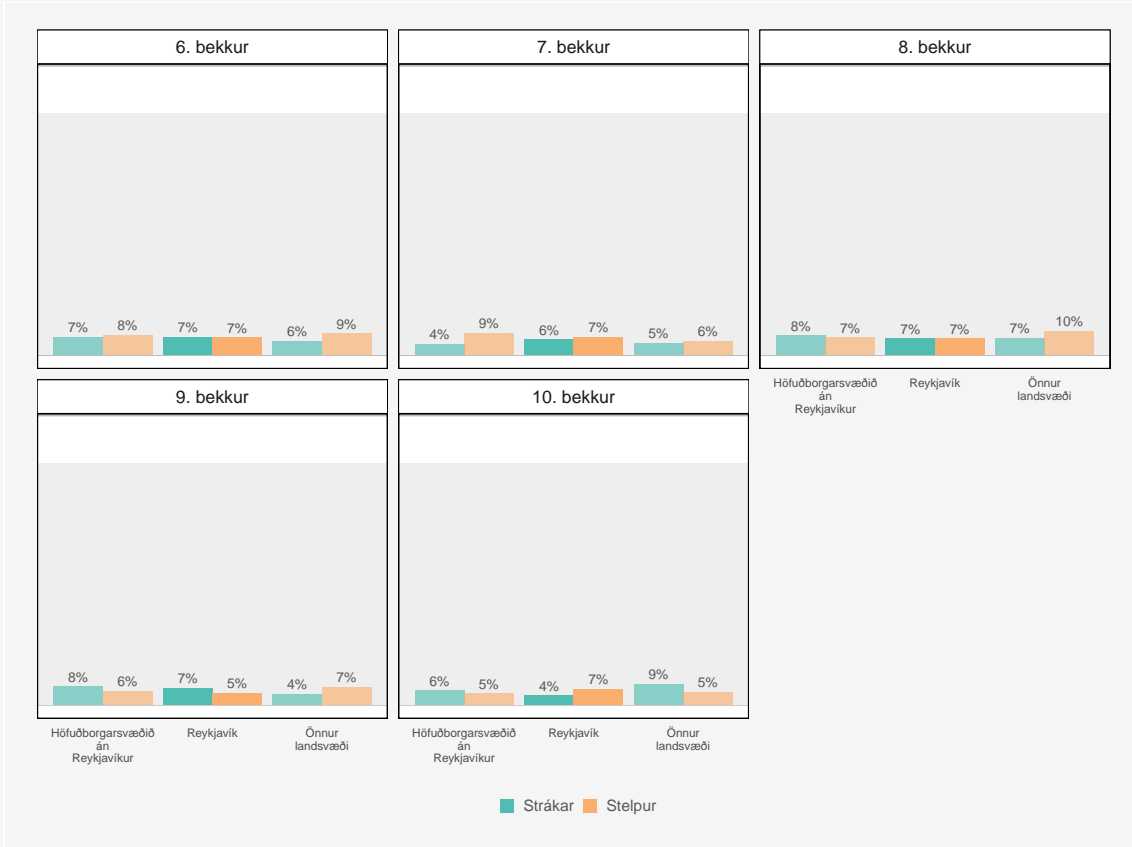 6. bekkur
7. bekkur
8. bekkur
7% 8% 7% 7% 6% 9%
4% 9% 6% 7% 5% 6%
8% 7% 7% 7% 7% 10%
Höfuðborgarsvæðið
án
Reykjavíkur
Reykjavík
Önnur
landsvæði
9. bekkur
10. bekkur
8% 6% 7% 5% 4% 7%
6% 5% 4% 7% 9% 5%
Höfuðborgarsvæðið
án
Reykjavíkur
Reykjavík
Önnur
landsvæði
Höfuðborgarsvæðið
án
Reykjavíkur
Reykjavík
Önnur
landsvæði
Strákar Stelpur